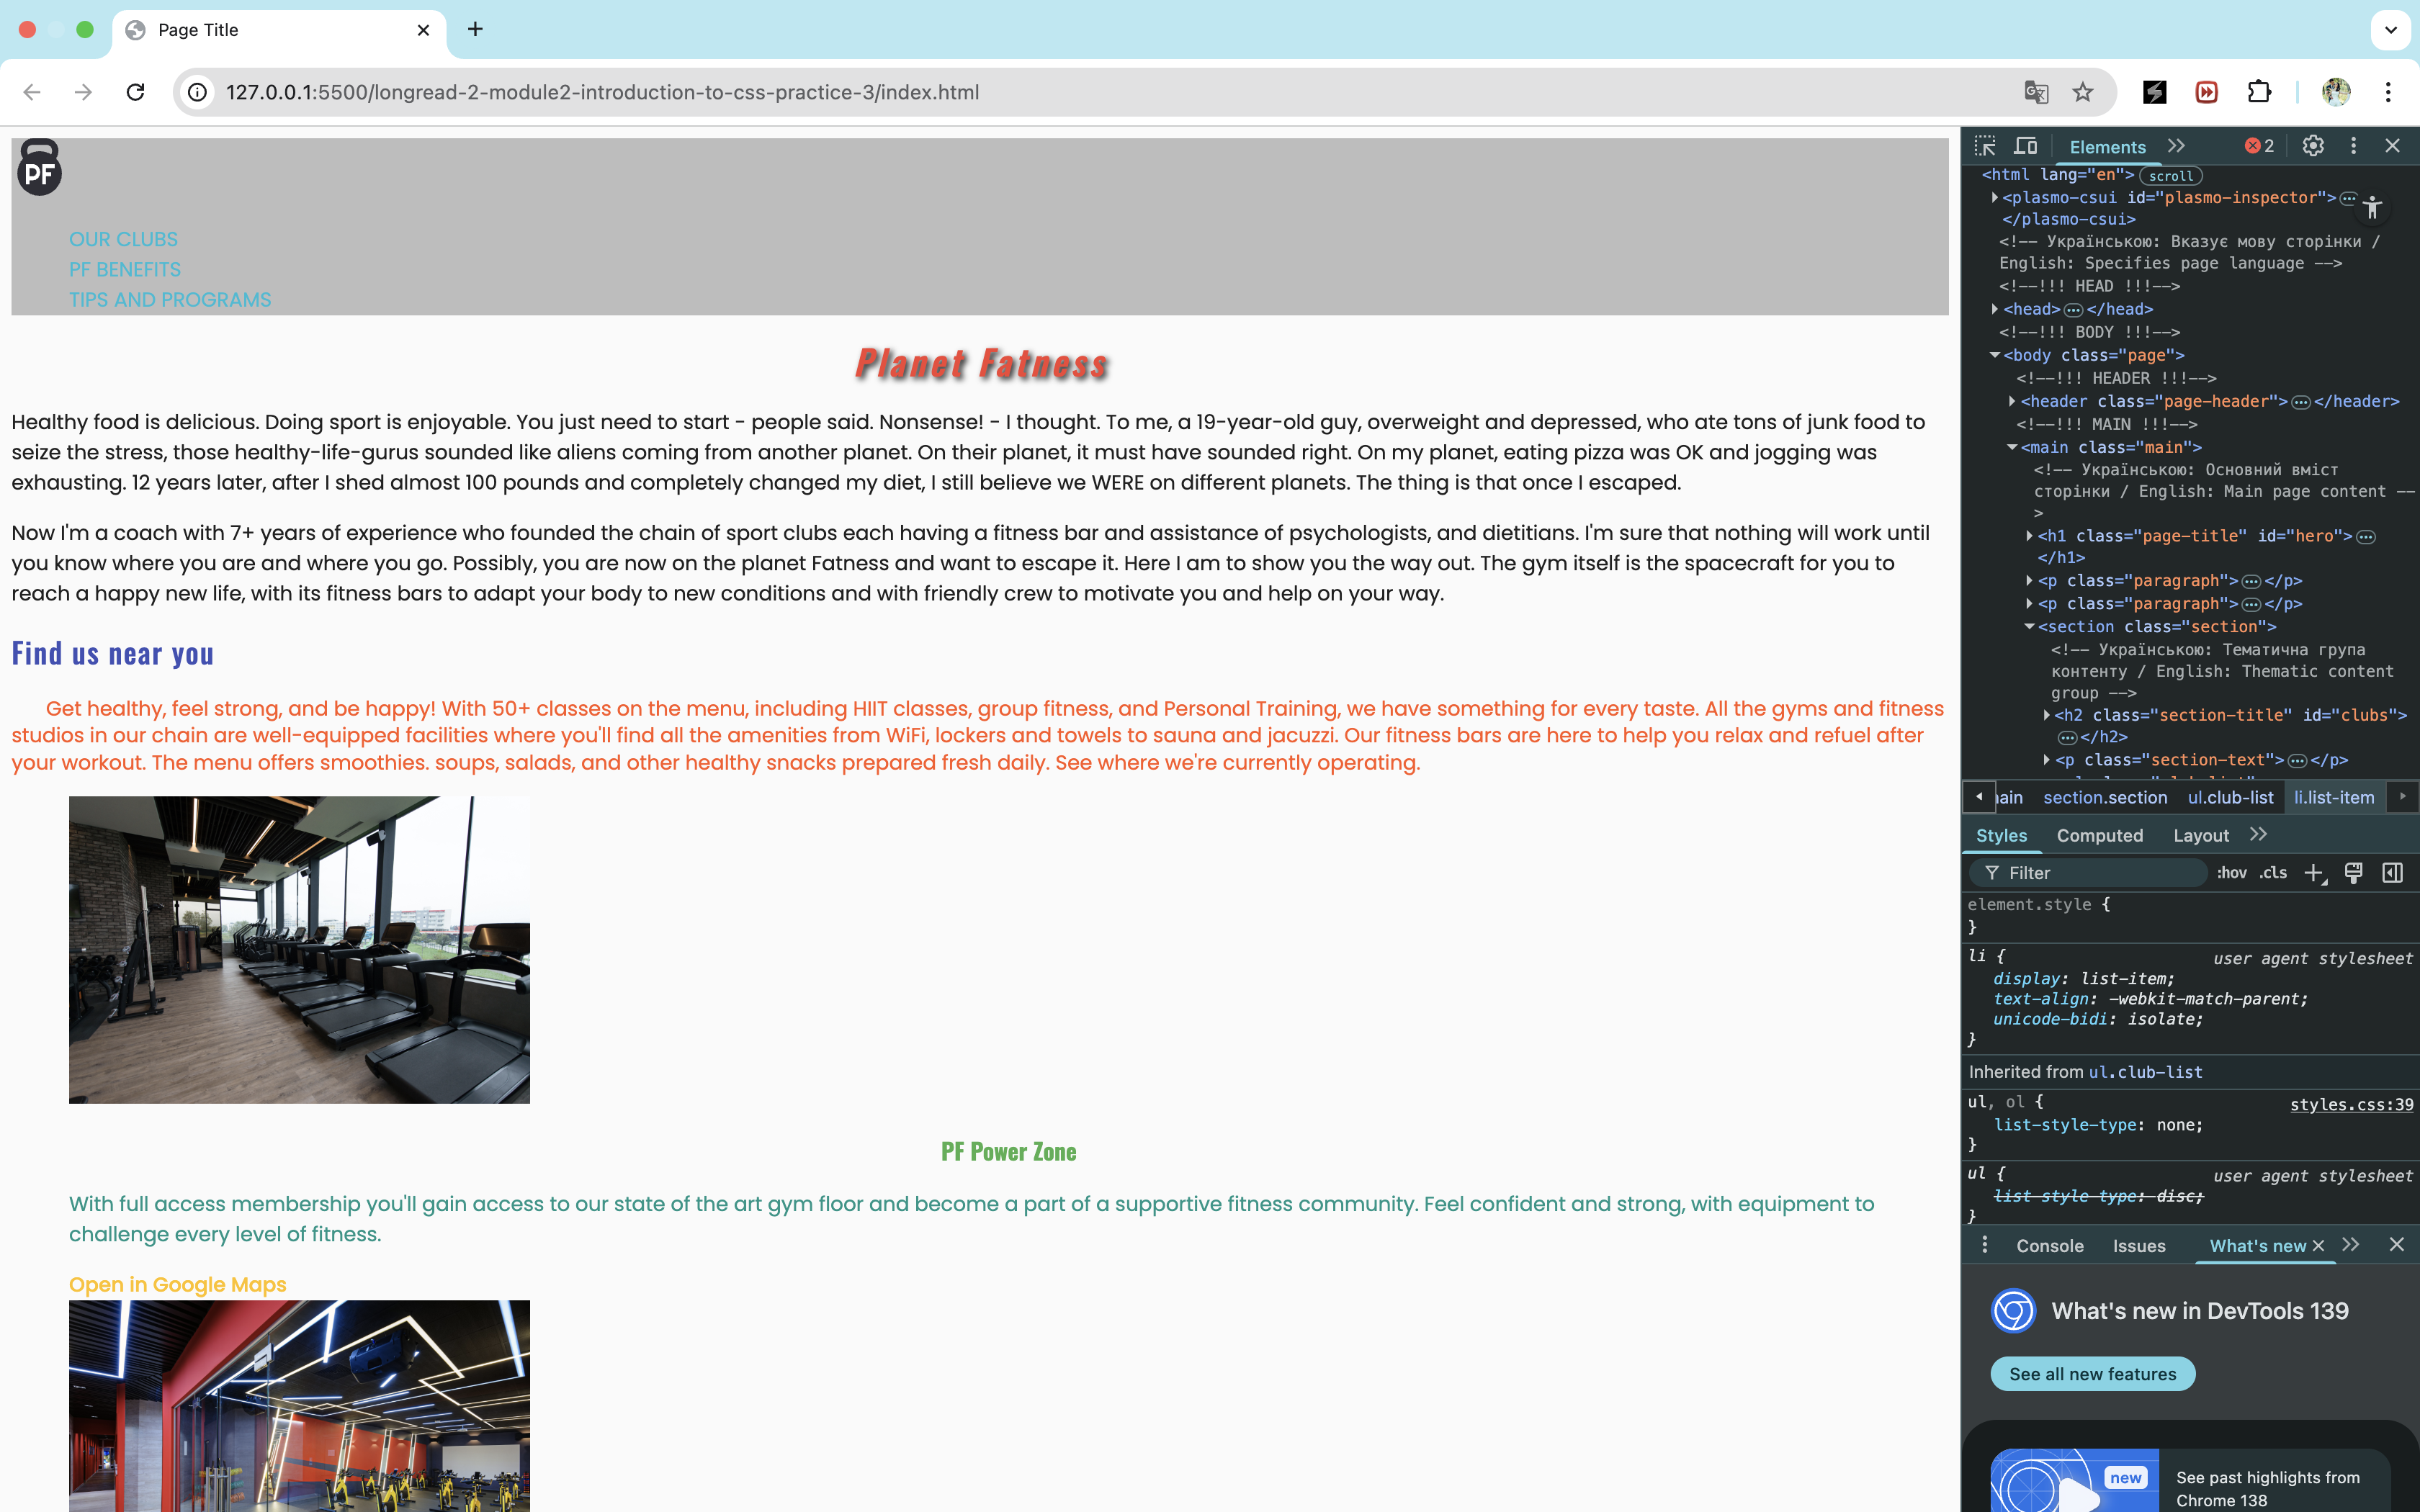 Page Title
127.0.0.1:5500/longread-2-module2-introduction-to-css-practice-3/index.html
PF
OUR CLUBS
PF BENEFITS
TIPS AND PROGRAMS
Planet Fatness
Healthy food is delicious. Doing sport is enjoyable. You just need to start - people said. Nonsense! - I thought. To me, a 19-year-old guy, overweight and depressed, who ate tons of junk food to
seize the stress, those healthy-life-gurus sounded like aliens coming from another planet. On their planet, it must have sounded right. On my planet, eating pizza was OK and jogging was
exhausting. 12 years later, after I shed almost 100 pounds and completely changed my diet, I still believe we WERE on different planets. The thing is that once I escaped.
Now I'm a coach with 7+ years of experience who founded the chain of sport clubs each having a fitness bar and assistance of psychologists, and dietitians. I'm sure that nothing will work until
you know where you are and where you go. Possibly, you are now on the planet Fatness and want to escape it. Here I am to show you the way out. The gym itself is the spacecraft for you to
reach a happy new life, with its fitness bars to adapt your body to new conditions and with friendly crew to motivate you and help on your way.
Find us near you
Get healthy, feel strong, and be happy! With 50+ classes on the menu, including HIIT classes, group fitness, and Personal Training, we have something for every taste. All the gyms and fitness
studios in our chain are well-equipped facilities where you'll find all the amenities from WiFi, lockers and towels to sauna and jacuzzi. Our fitness bars are here to help you relax and refuel after
your workout. The menu offers smoothies. soups, salads, and other healthy snacks prepared fresh daily. See where we're currently operating.
PF Power Zone
With full access membership you'll gain access to our state of the art gym floor and become a part of a supportive fitness community. Feel confident and strong, with equipment to
challenge every level of fitness.
Open in Google Maps
Elements
2
<html lang="en"> scroll
<plasmo-csui id="plasmo-inspector">
</plasmo-csui>
<!-- Українською: Вказує мову сторінки /
English: Specifies page language -->
<!--!!! HEAD !!!-->
<head></head>
<!--!!! BODY !!!-->
<body class="page">
<!--!!! HEADER !!!-->
<header class="page-header"></header>
<!--!!! MAIN !!!-->
<main class="main">
<!-- Українською: Основний вміст
сторінки / English: Main page content --
>
<h1 class="page-title" id="hero">
</h1>
<p class="paragraph"></p>
<p class="paragraph"></p>
<section class="section">
<!-- Українською: Тематична група
контенту / English: Thematic content
group -->
<h2 class="section-title" id="clubs">
</h2>
<p class="section-text"></p>
ain section.section ul.club-list li.list-item
Styles Computed Layout
Filter :hov .cls
element.style {
}
li { user agent stylesheet
display: list-item;
text-align: -webkit-match-parent;
unicode-bidi: isolate;
}
Inherited from ul.club-list
ul, ol { styles.css:39
list-style-type: none;
}
ul { user agent stylesheet
list-style-type: disc;
}
Console Issues What's new
What's new in DevTools 139
See all new features
new
See past highlights from
Chrome 138